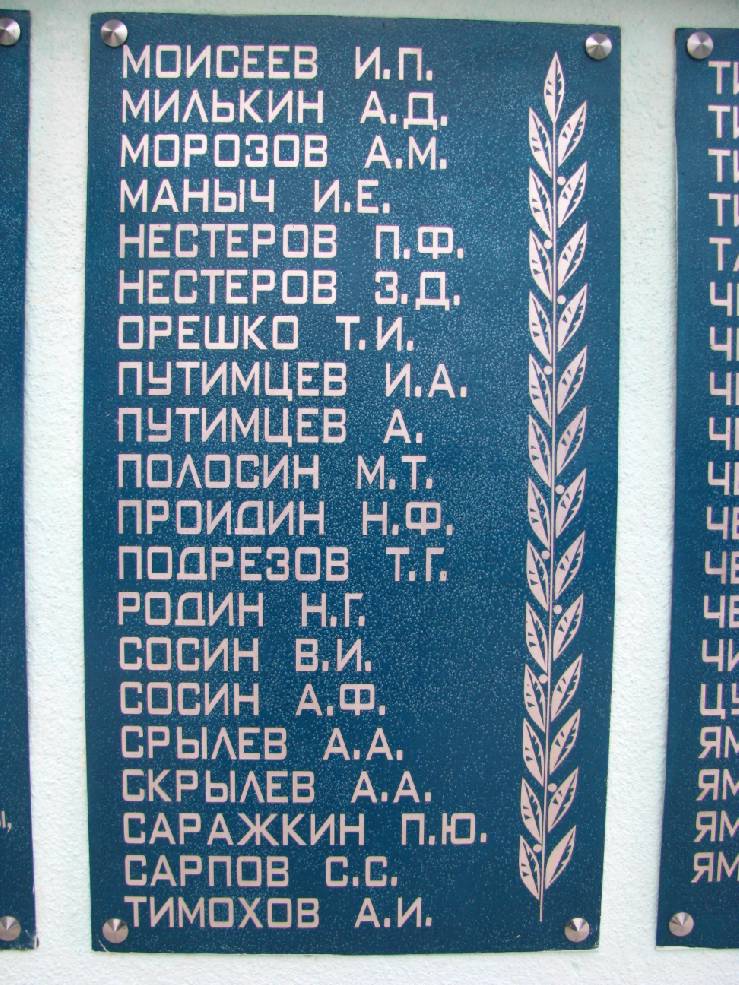 МОИСЕЕВ И.П.
МИЛЬКИН А.Д.
МОРОЗОВ А.М.
МАНЫЧ И.Е.
НЕСТЕРОВ П.Ф.
НЕСТЕРОВ З.Д.
ОРЕШКО Т.И.
ПУТИМЦЕВ И.А.
ПУТИМЦЕВ А.
ПОЛОСИН М.Т.
ПРОИДИН Н.Ф.
ПОДРЕЗОВ Т.Г.
РОДИН Н.Г.
СОСИН В.И.
СОСИН А.Ф.
СРЫЛЕВ А.А.
СКРЫЛЕВ А.А.
САРАЖКИН П.Ю.
САРПОВ С.С.
ТИМОХОВ А.И.